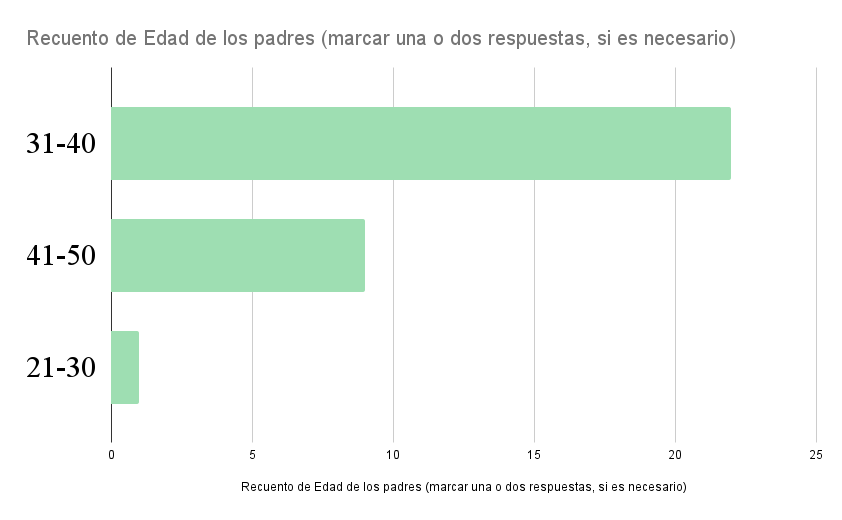 Recuento de Edad de los padres (marcar una o dos respuestas, si es necesario)
31-40
41-50
21-30
0 5 10 15 20 25
Recuento de Edad de los padres (marcar una o dos respuestas, si es necesario)